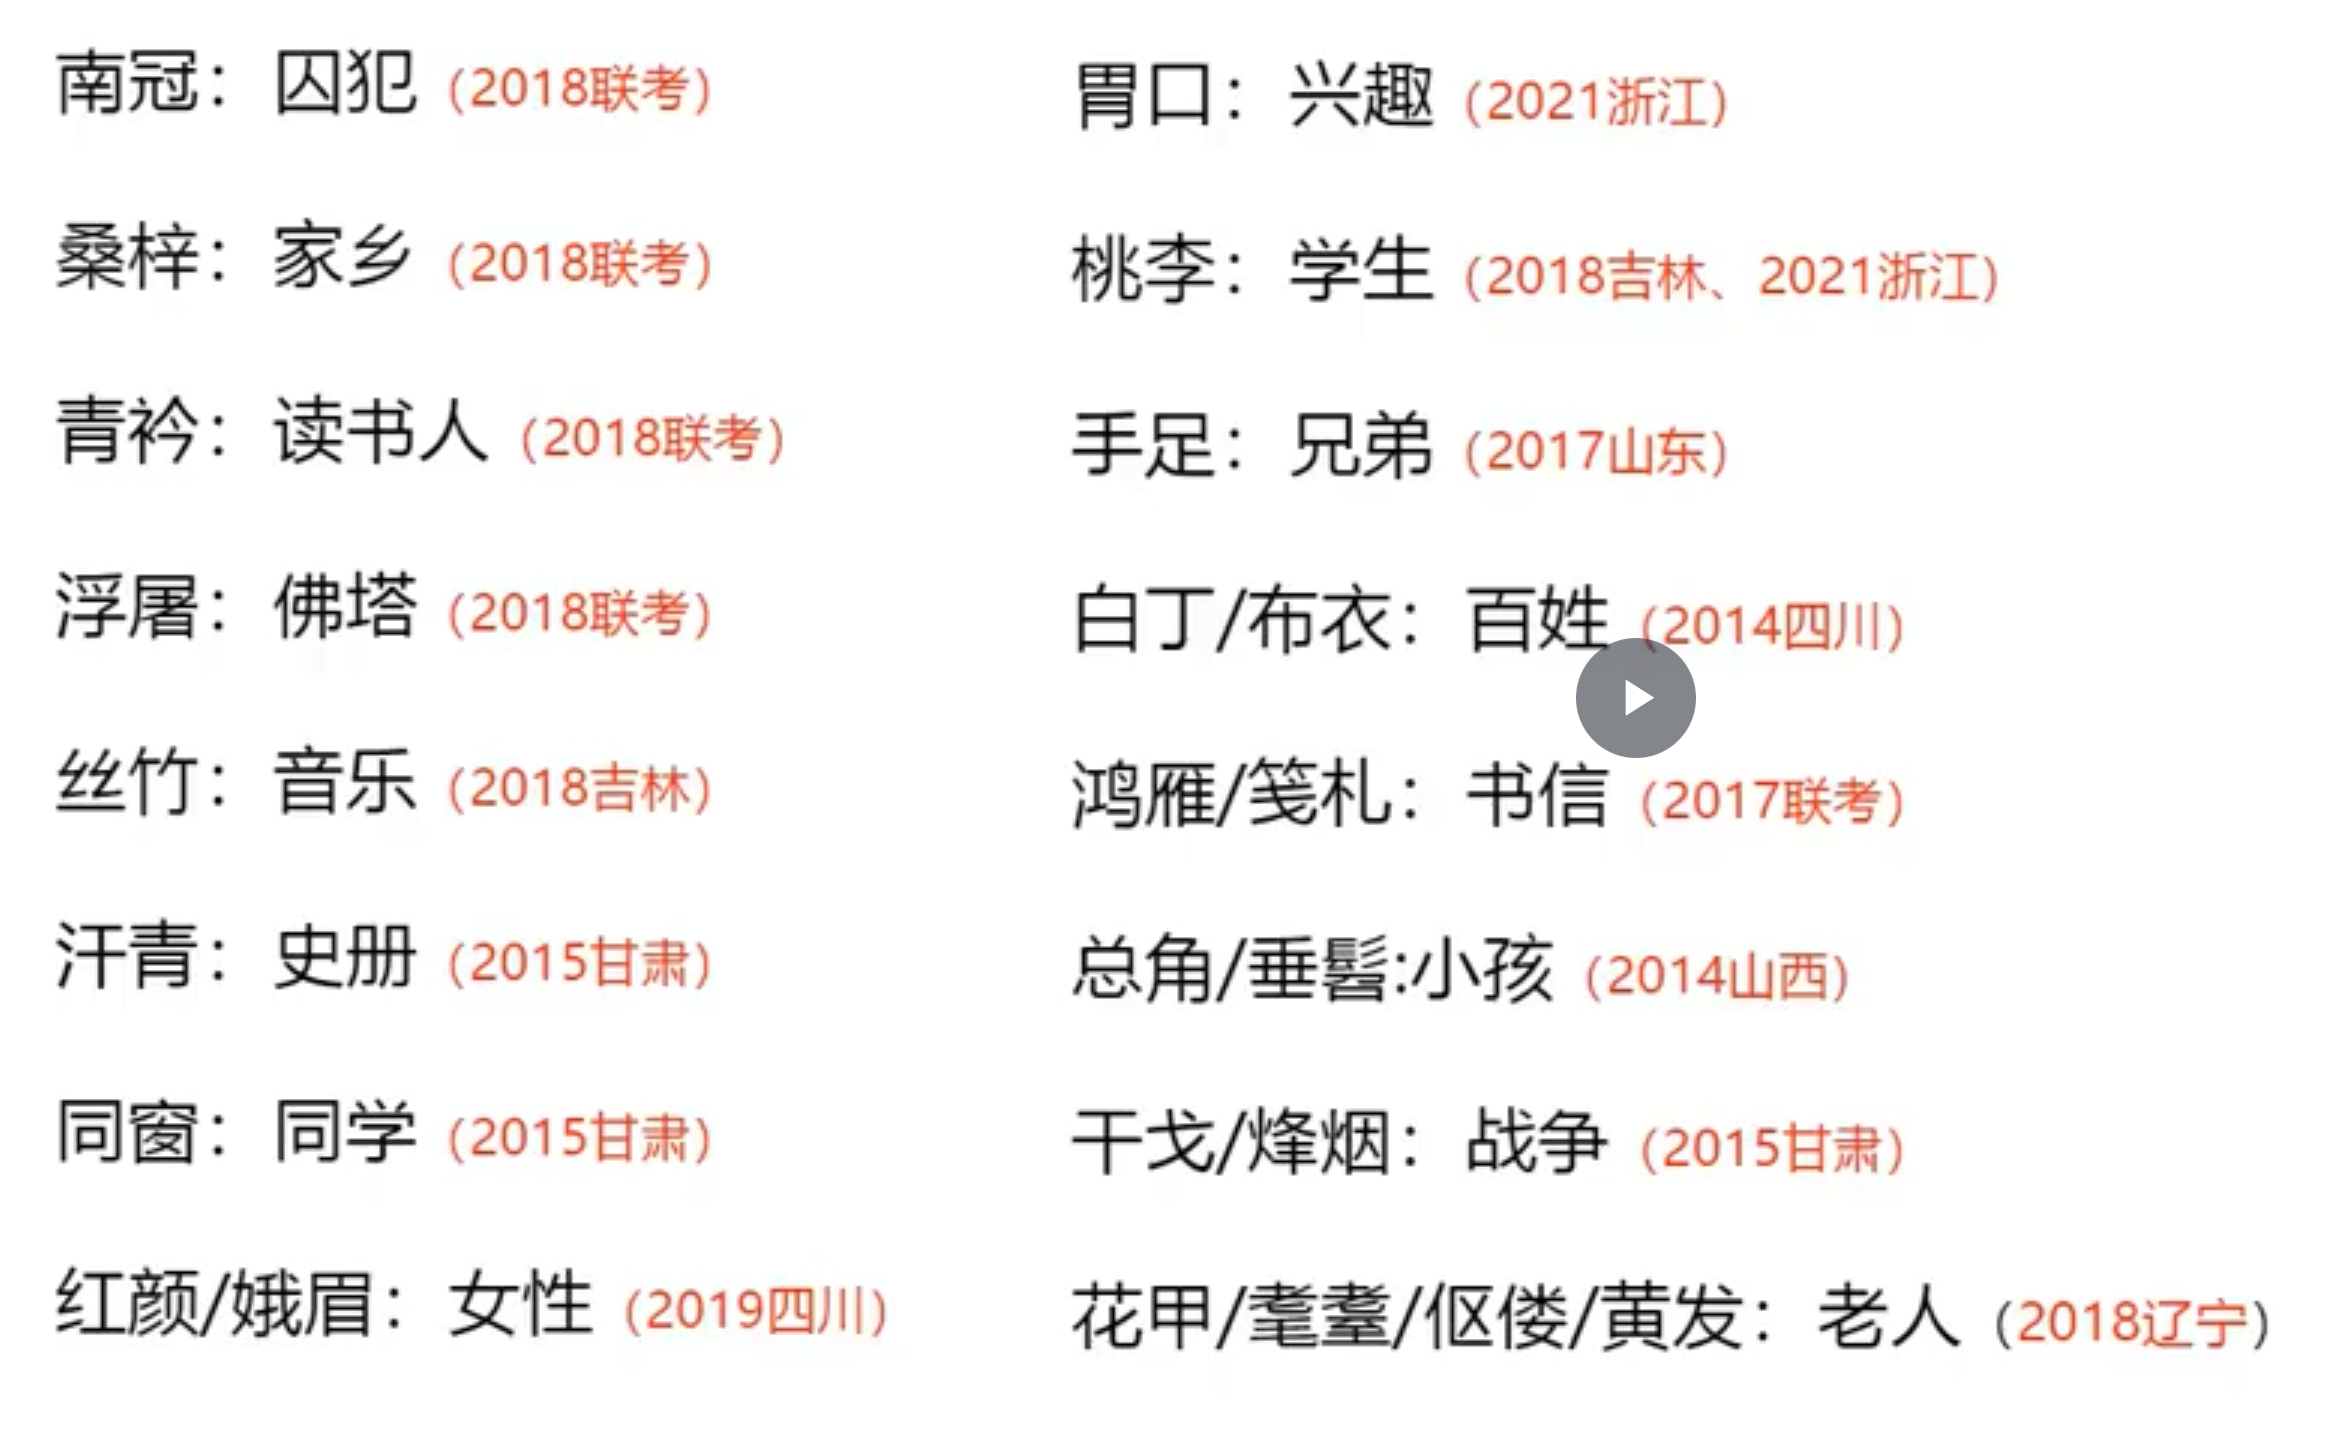 南冠：囚犯（2018联考）
桑梓：家乡（2018联考）
青衿：读书人（2018联考）
浮屠：佛塔（2018联考）
丝竹：音乐（2018吉林）
汗青：史册（2015甘肃）
同窗：同学（2015甘肃）
红颜/娥眉：女性（2019四川）
胃口：兴趣（2021浙江）
桃李：学生（2018吉林、2021浙江）
手足：兄弟（2017山东）
白丁/布衣：百姓（2014四川）
鸿雁/笺札：书信（2017联考）
总角/垂髫:小孩（2014山西）
干戈/烽烟：战争（2015甘肃）
花甲/耄耋/伛偻/黄发：老人（2018辽宁）